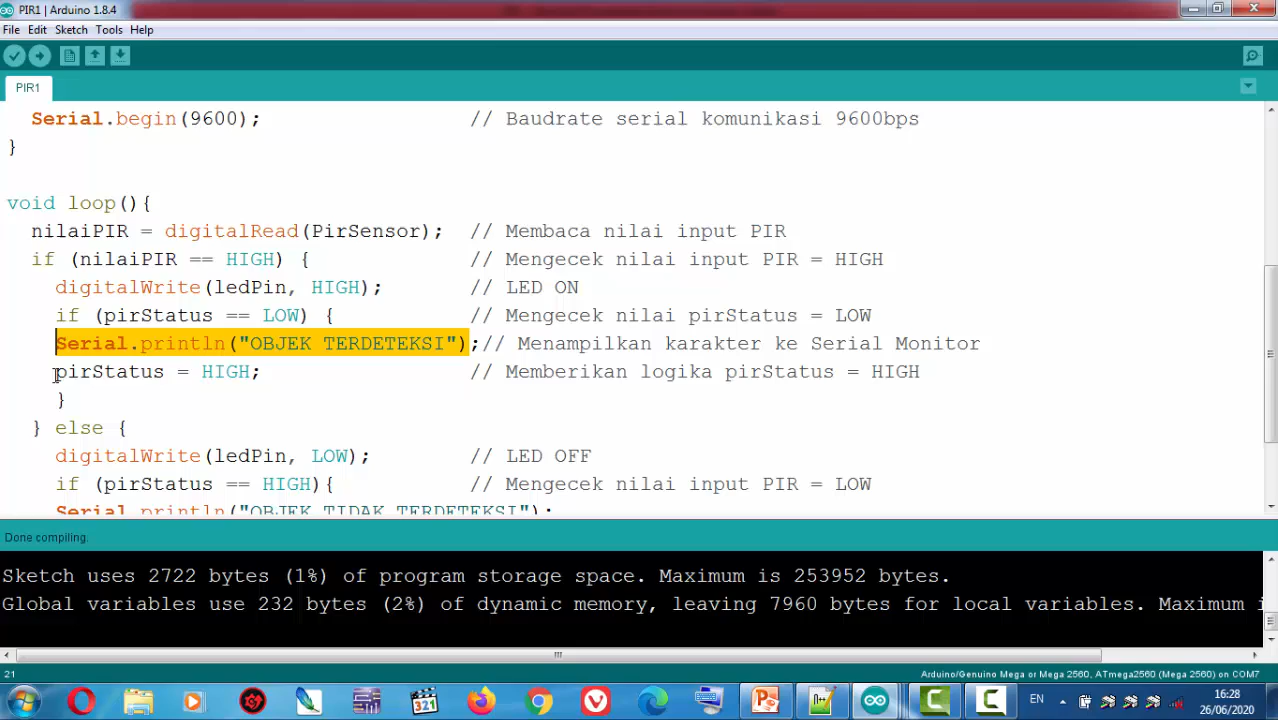 PIR1 | Arduino 1.8.4
File Edit Sketch Tools Help
PIR1
Serial.begin(9600); // Baudrate serial komunikasi 9600bps
}
void loop(){
nilaiPIR = digitalRead(PirSensor); // Membaca nilai input PIR
if (nilaiPIR == HIGH) { // Mengecek nilai input PIR = HIGH
digitalWrite(ledPin, HIGH); // LED ON
if (pirStatus == LOW) { // Mengecek nilai pirStatus = LOW
Serial.println("OBJEK TERDETEKSI");// Menampilkan karakter ke Serial Monitor
pirStatus = HIGH; // Memberikan logika pirStatus = HIGH
}
} else {
digitalWrite(ledPin, LOW); // LED OFF
if (pirStatus == HIGH){ // Mengecek nilai input PIR = LOW
Serial.println("OBJEK TIDAK TERDETEKSI");
Done compiling.
Sketch uses 2722 bytes (1%) of program storage space. Maximum is 253952 bytes.
Global variables use 232 bytes (2%) of dynamic memory, leaving 7960 bytes for local variables. Maximum i
21 Arduino/Genuino Mega or Mega 2560, ATmega2560 (Mega 2560) on COM7
321 EN 16:28
26/06/2020